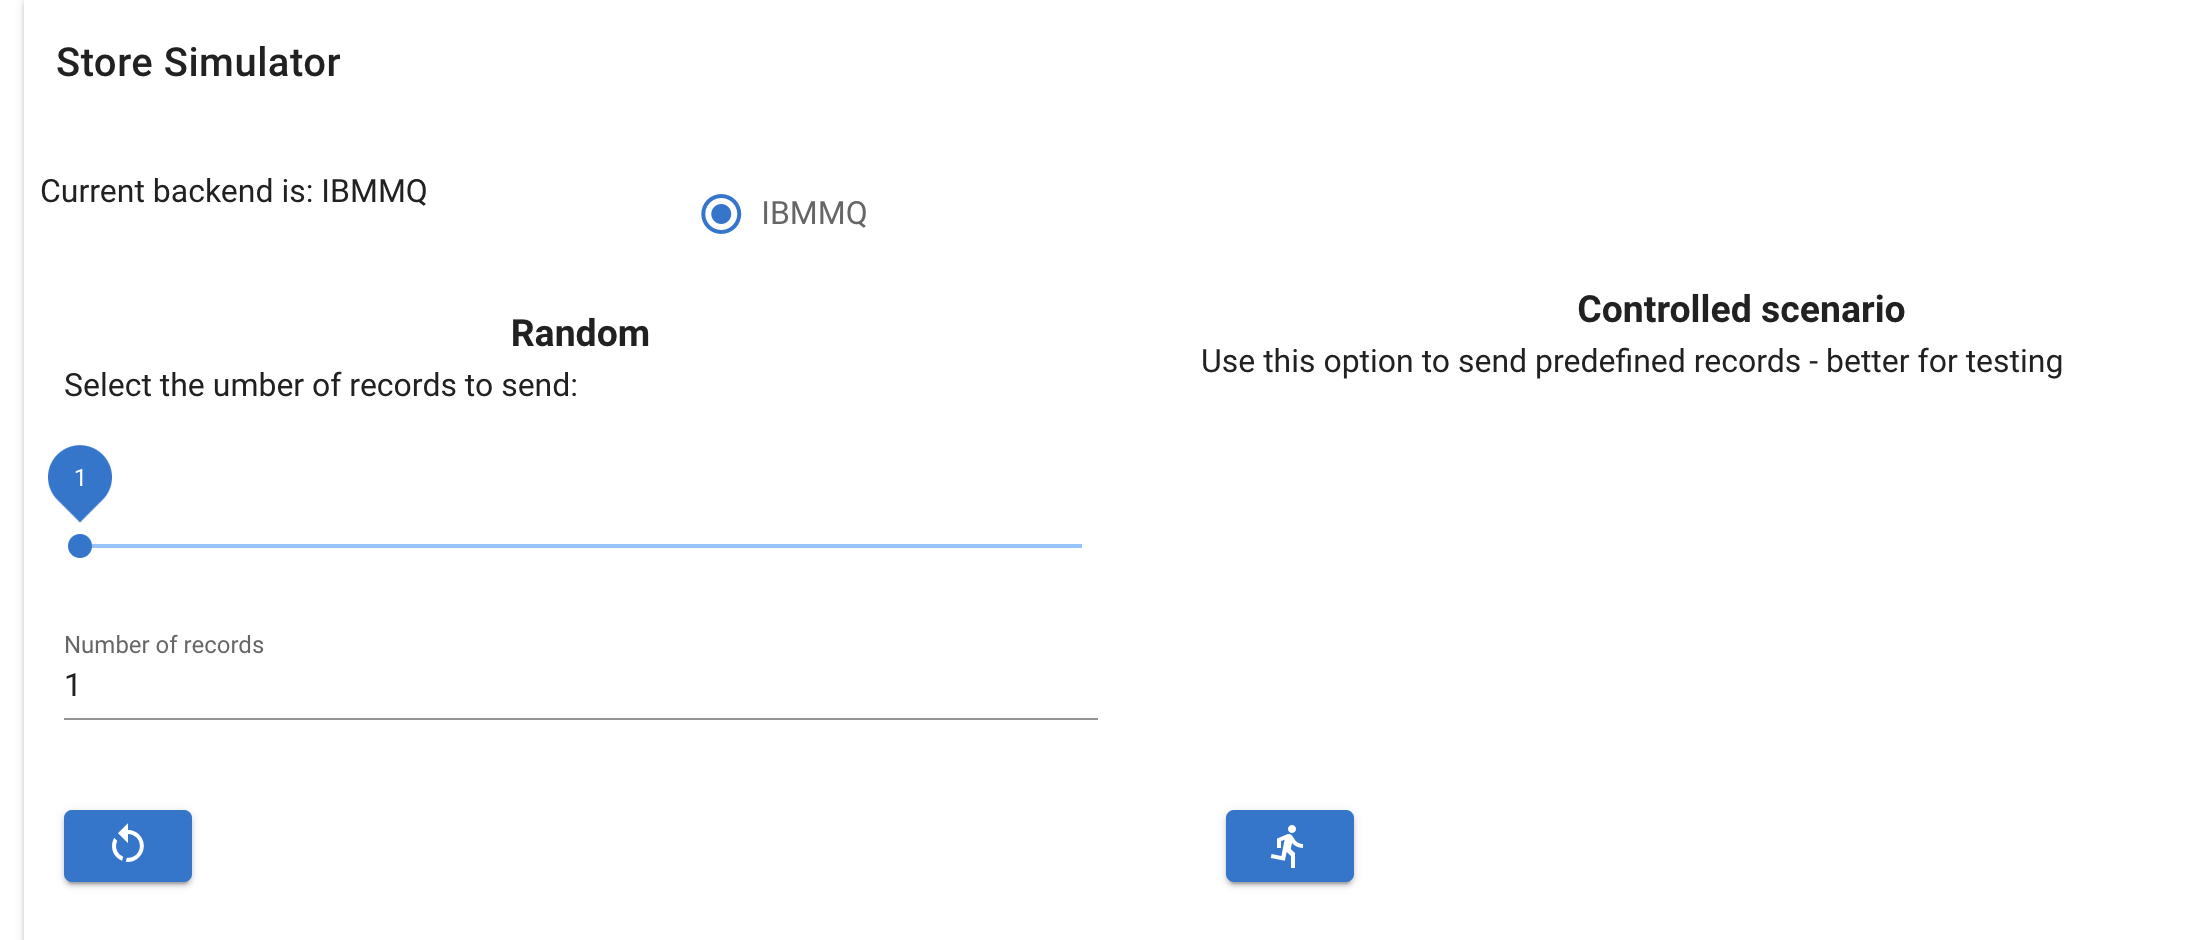 Store Simulator
Current backend is: IBMMQ
IBMMQ
Random
Select the umber of records to send:
1
Number of records
1
Controlled scenario
Use this option to send predefined records - better for testing